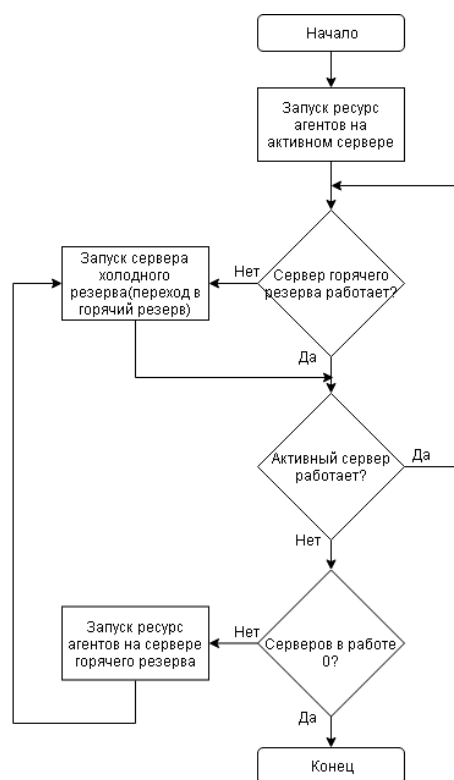 Начало
Запуск ресурс
агентов на
активном сервере
Запуск сервера
холодного
резерва(переход в
горячий резерв)
Нет
Сервер горячего
резерва работает?
Да
Активный сервер
работает?
Да
Нет
Запуск ресурс
агентов на сервере
горячего резерва
Нет
Серверов в работе
0?
Да
Конец